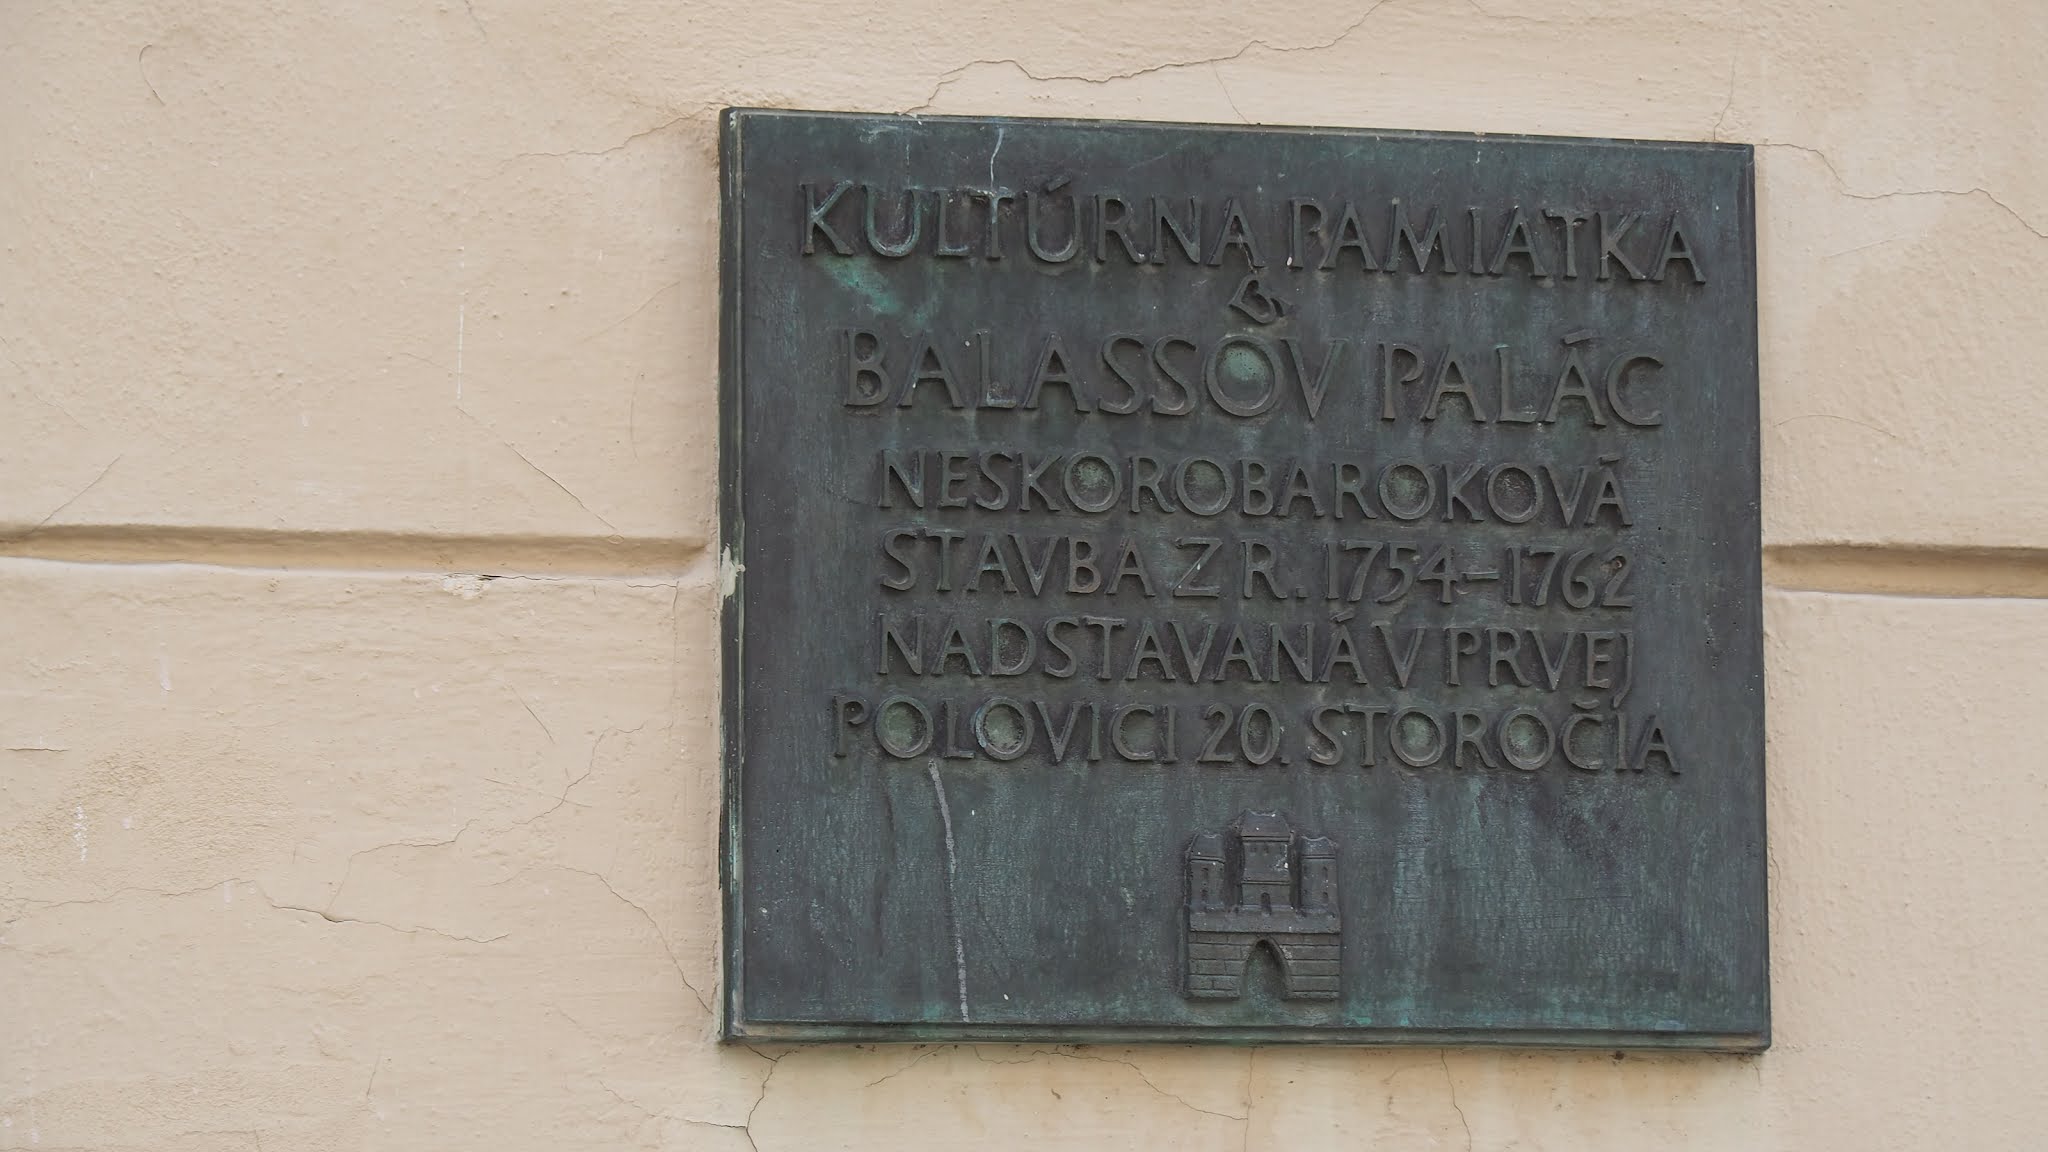 KULTÚRNA PAMIATKA
BALASSOV PALÁC
NESKOROBAROKOVÁ
STAVBA Z R. 1754–1762
NADSTAVANÁ V PRVEJ
POLOVICI 20. STOROČIA